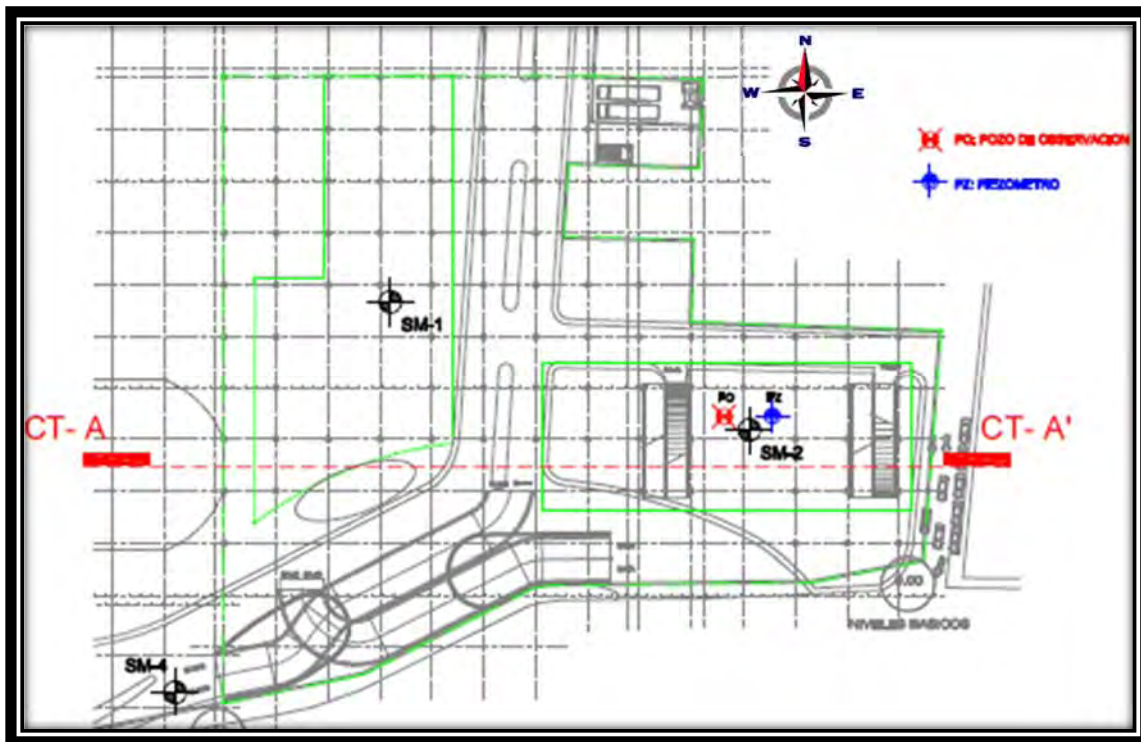 N
W E
S
PO: POZO DE OBSERVACION
PZ: PIEZOMETRO
SM-1
CT- A
PO PZ
CT- A'
SM-2
NIVELES BASICOS
SM-4